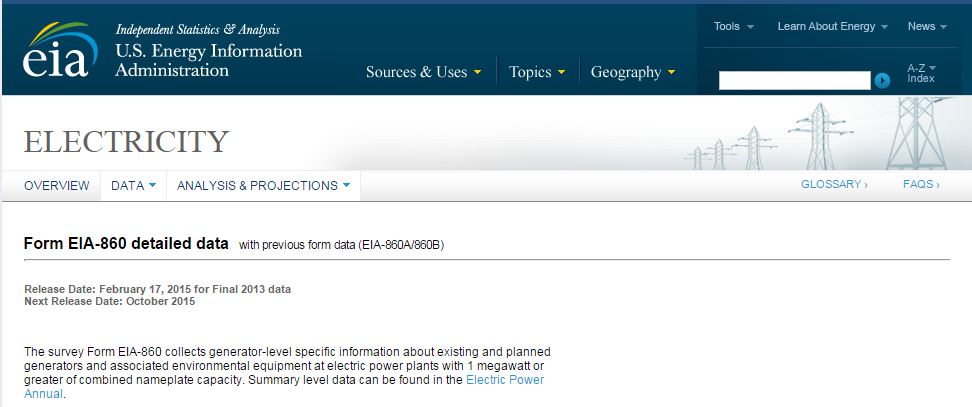 Independent Statistics & Analysis
eia
U.S. Energy Information
Administration
Sources & Uses
Topics
Geography
Tools
Learn About Energy
News
A-Z
Index
ELECTRICITY
OVERVIEW
DATA
ANALYSIS & PROJECTIONS
GLOSSARY ›
FAQS ›
Form EIA-860 detailed data with previous form data (EIA-860A/860B)
Release Date: February 17, 2015 for Final 2013 data
Next Release Date: October 2015
The survey Form EIA-860 collects generator-level specific information about existing and planned
generators and associated environmental equipment at electric power plants with 1 megawatt or
greater of combined nameplate capacity. Summary level data can be found in the Electric Power
Annual.